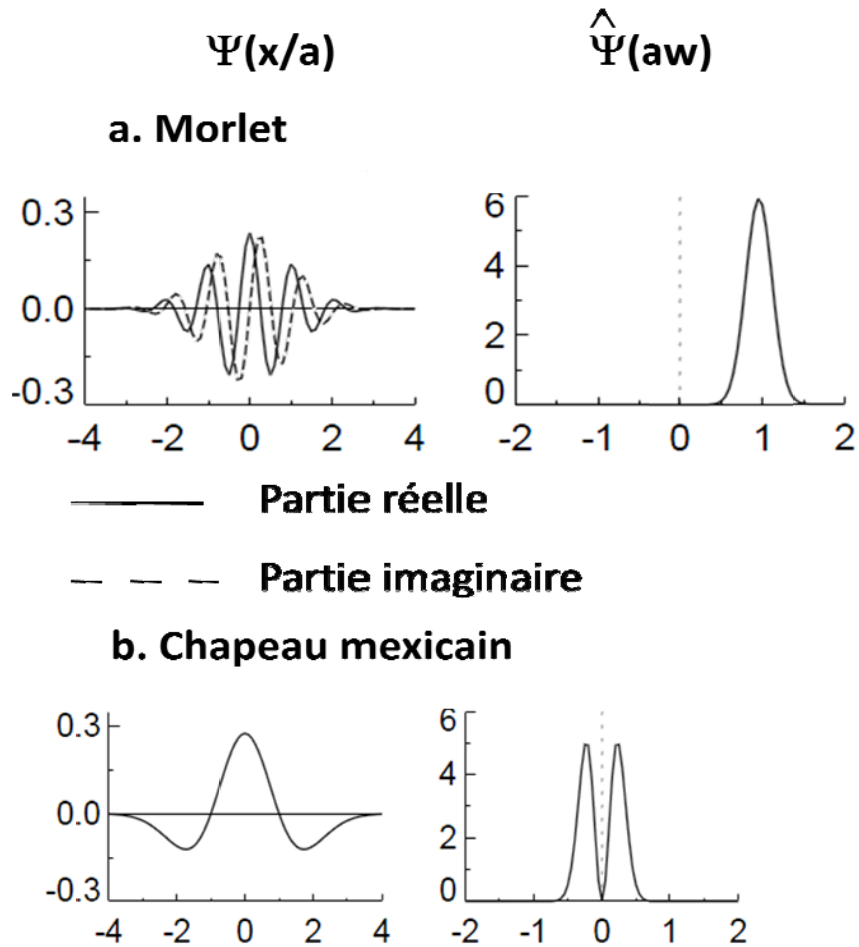 Ψ(x/a) Ψ̂(aw)
a. Morlet
0.3
0.0
-0.3
-4 -2 0 2 4
6
4
2
0
-2 -1 0 1 2
Partie réelle
Partie imaginaire
b. Chapeau mexicain
0.3
0.0
-0.3
-4 -2 0 2 4
6
4
2
0
-2 -1 0 1 2